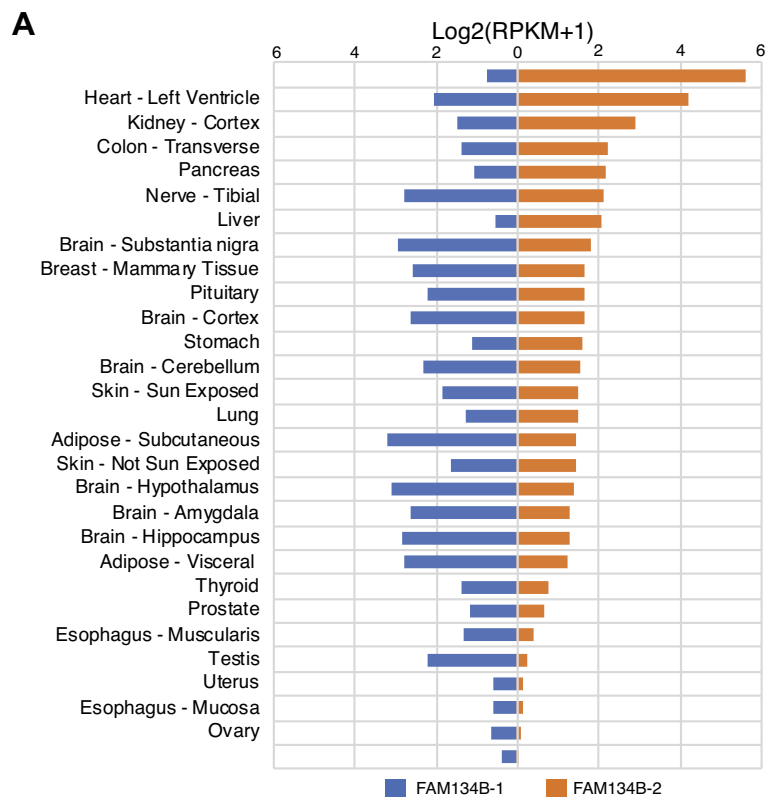 A
Log2(RPKM+1)
6 4 2 0 2 4 6
Heart - Left Ventricle
Kidney - Cortex
Colon - Transverse
Pancreas
Nerve - Tibial
Liver
Brain - Substantia nigra
Breast - Mammary Tissue
Pituitary
Brain - Cortex
Stomach
Brain - Cerebellum
Skin - Sun Exposed
Lung
Adipose - Subcutaneous
Skin - Not Sun Exposed
Brain - Hypothalamus
Brain - Amygdala
Brain - Hippocampus
Adipose - Visceral
Thyroid
Prostate
Esophagus - Muscularis
Testis
Uterus
Esophagus - Mucosa
Ovary
FAM134B-1 FAM134B-2